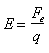 E = F_e / q